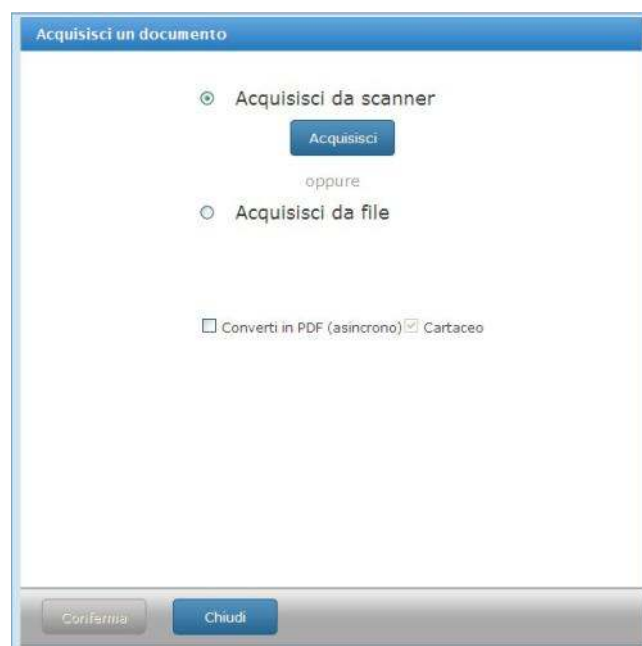 Acquisisci un documento
Acquisisci da scanner
Acquisisci
oppure
Acquisisci da file
Converti in PDF (asincrono) Cartaceo
Conferma Chiudi